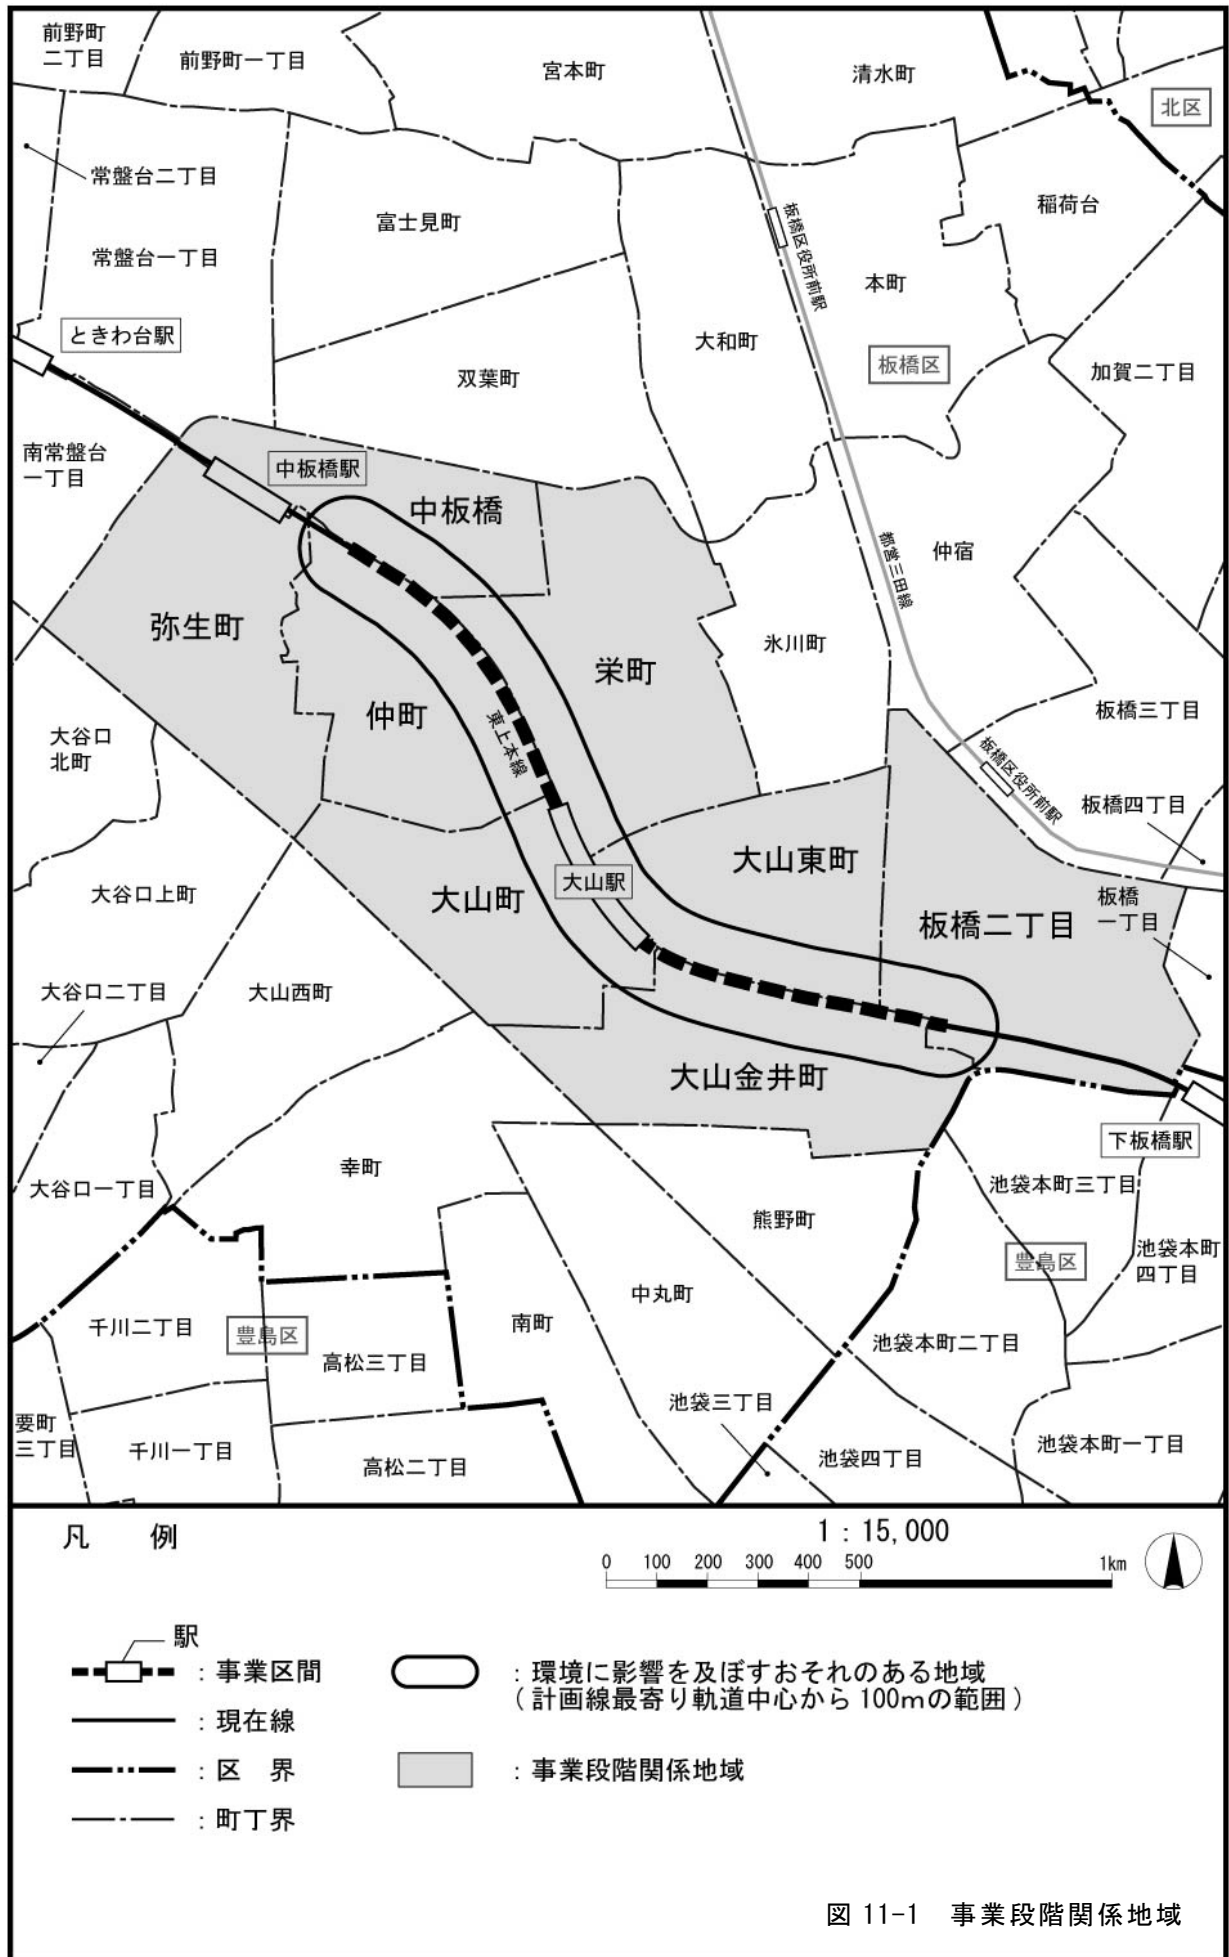 前野町
二丁目
前野町一丁目
宮本町
清水町
北区
常盤台二丁目
稲荷台
富士見町
板橋区役所前駅
常盤台一丁目
本町
ときわ台駅
大和町
板橋区
双葉町
加賀二丁目
南常盤台
一丁目
中板橋駅
中板橋
都営三田線
仲宿
弥生町
氷川町
栄町
仲町
東上本線
板橋三丁目
大谷口
北町
板橋区役所前駅
板橋四丁目
大山東町
大山駅
大谷口上町
大山町
板橋
一丁目
板橋二丁目
大谷口二丁目
大山西町
大山金井町
下板橋駅
幸町
大谷口一丁目
池袋本町三丁目
熊野町
豊島区
池袋本町
四丁目
中丸町
千川二丁目
豊島区
南町
高松三丁目
池袋本町二丁目
池袋三丁目
要町
三丁目
千川一丁目
高松二丁目
池袋四丁目
池袋本町一丁目
凡 例
1:15,000
0 100 200 300 400 500 1km
駅
:事業区間
:環境に影響を及ぼすおそれのある地域
(計画線最寄り軌道中心から100mの範囲)
:現在線
:区 界
:事業段階関係地域
:町丁界
図 11-1 事業段階関係地域